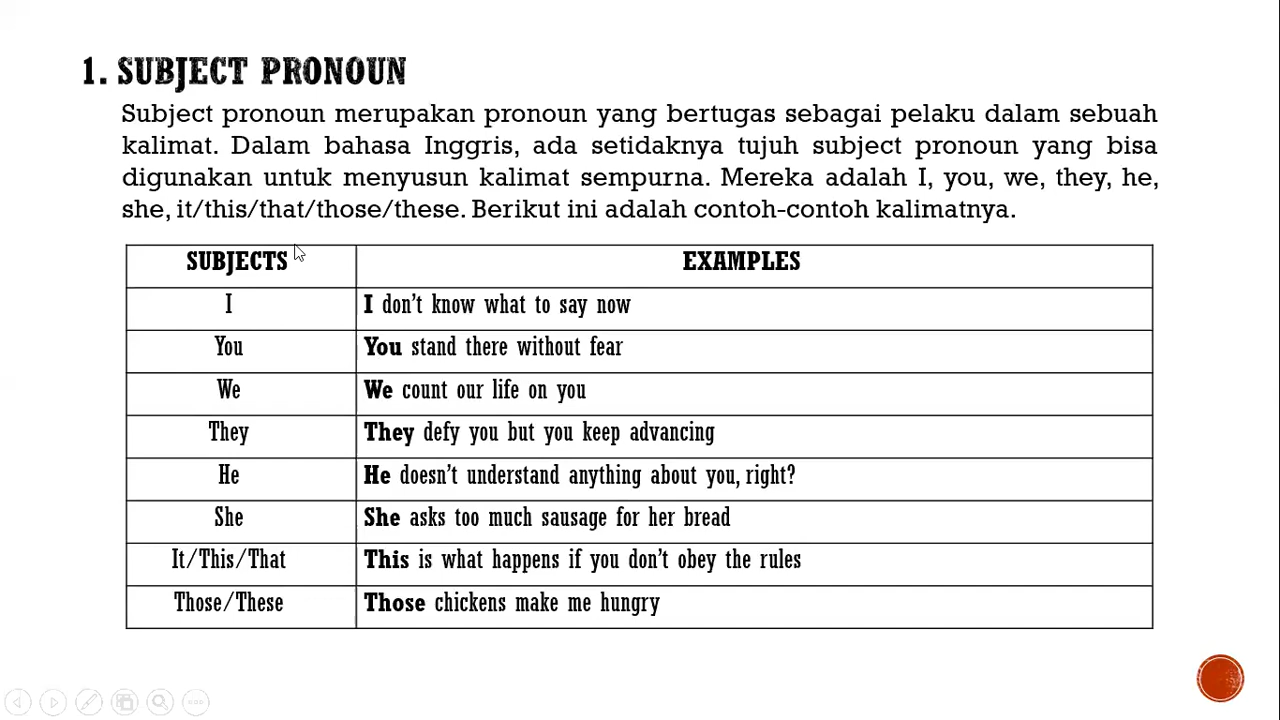 1. SUBJECT PRONOUN
Subject pronoun merupakan pronoun yang bertugas sebagai pelaku dalam sebuah
kalimat. Dalam bahasa Inggris, ada setidaknya tujuh subject pronoun yang bisa
digunakan untuk menyusun kalimat sempurna. Mereka adalah I, you, we, they, he,
she, it/this/that/those/these. Berikut ini adalah contoh-contoh kalimatnya.
SUBJECTS EXAMPLES
I I don't know what to say now
You You stand there without fear
We We count our life on you
They They defy you but you keep advancing
He He doesn't understand anything about you, right?
She She asks too much sausage for her bread
It/This/That This is what happens if you don't obey the rules
Those/These Those chickens make me hungry